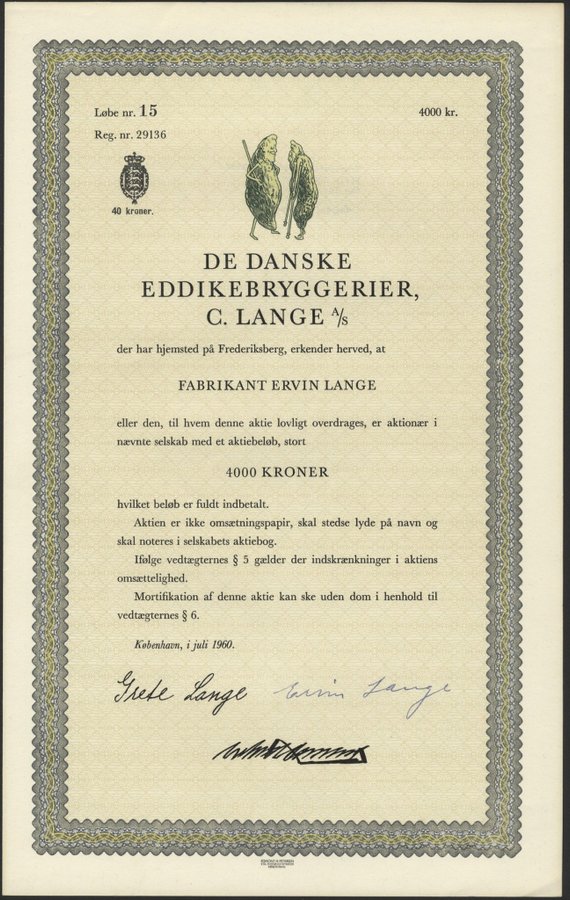 Løbe nr. 15
4000 kr.
Reg. nr. 29136
40 kroner.
DE DANSKE
EDDIKEBRYGGERIER,
C. LANGE A/S
der har hjemsted på Frederiksberg, erkender herved, at
FABRIKANT ERVIN LANGE
eller den, til hvem denne aktie lovligt overdrages, er aktionær i
nævnte selskab med et aktiebeløb, stort
4000 KRONER
hvilket beløb er fuldt indbetalt.
Aktien er ikke omsætningspapir, skal stedse lyde på navn og
skal noteres i selskabets aktiebog.
Ifølge vedtægternes § 5 gælder der indskrænkninger i aktiens
omsættelighed.
Mortifikation af denne aktie kan ske uden dom i henhold til
vedtægternes § 6.
København, i juli 1960.
Grete Lange Ervin Lange